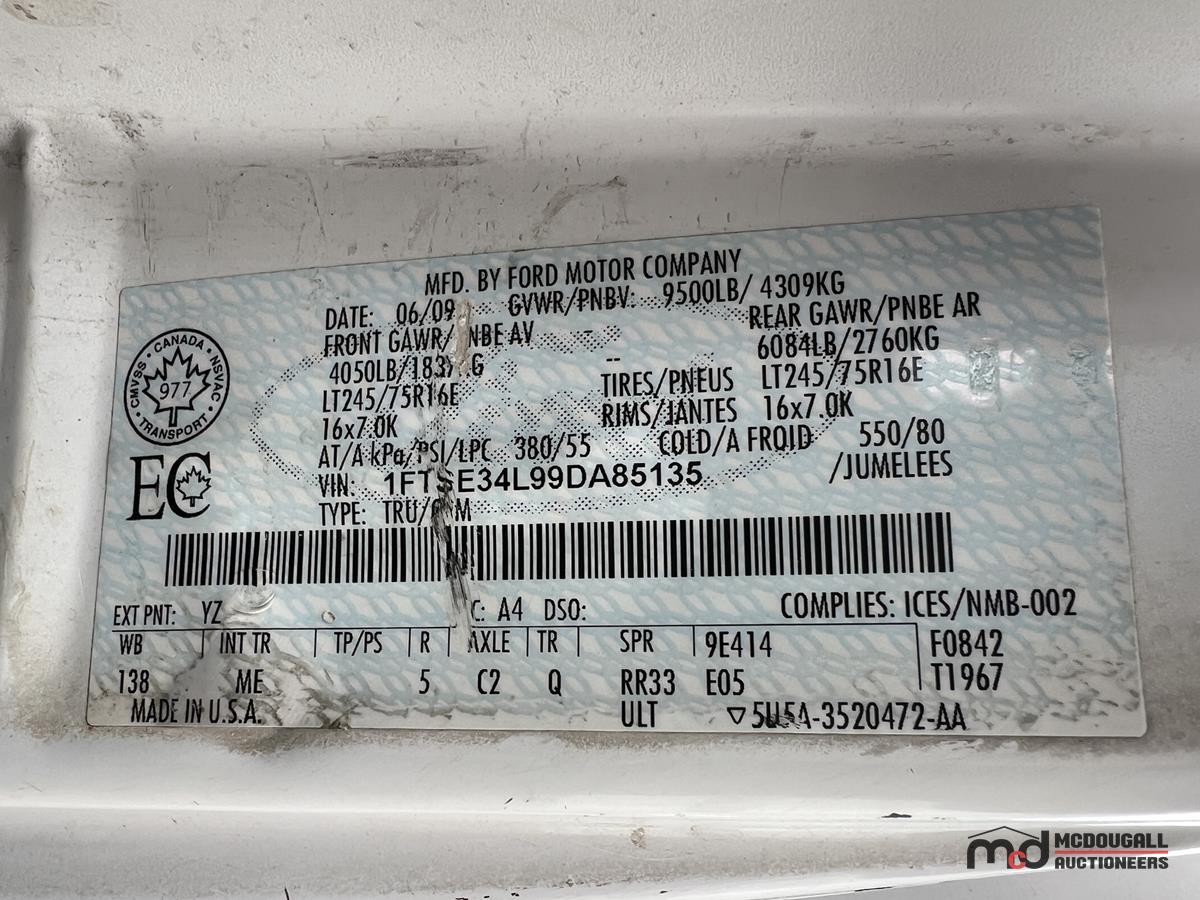 MFD. BY FORD MOTOR COMPANY
DATE: 06/09 GVWR/PNBV: 9500LB/ 4309KG
FRONT GAWR/PNBE AV REAR GAWR/PNBE AR
4050LB/1837KG -- 6084LB/2760KG
LT245/75R16E TIRES/PNEUS LT245/75R16E
16x7.0K RIMS/JANTES 16x7.0K
AT/A kPa/PSI/LPC 380/55 COLD/A FROID 550/80
VIN: 1FTSE34L99DA85135 /JUMELEES
TYPE: TRU/
CANADA
CMVSS 977 NSVAC
TRANSPORT
EC
EXT PNT: YZ C: A4 DSO: COMPLIES: ICES/NMB-002
WB INT TR TP/PS R AXLE TR SPR 9E414 F0842
138 ME 5 C2 Q RR33 E05 T1967
MADE IN U.S.A. ULT 5U5A-3520472-AA
mcd MCDOUGALL
AUCTIONEERS